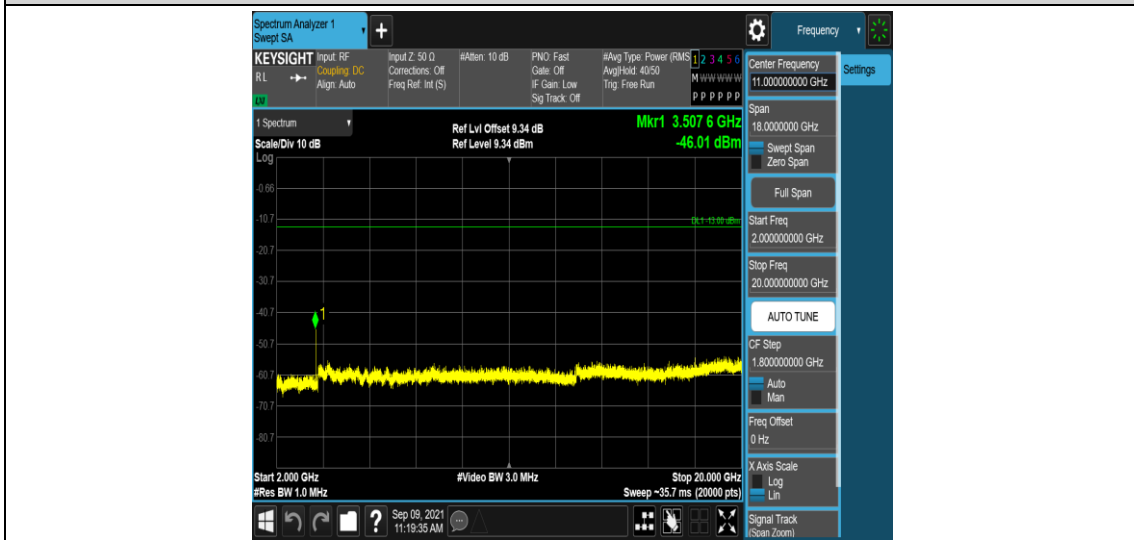 Spectrum Analyzer 1
Swept SA
+
Frequency
KEYSIGHT
RL
LXI
Input: RF
Coupling: DC
Align: Auto
Input Z: 50 Ω
Corrections: Off
Freq Ref: Int (S)
#Atten: 10 dB
PNO: Fast
Gate: Off
IF Gain: Low
Sig Track: Off
#Avg Type: Power (RMS
Avg|Hold: 40/50
Trig: Free Run
1 2 3 4 5 6
M W W W W W
P P P P P P
1 Spectrum
Scale/Div 10 dB
Log
Ref Lvl Offset 9.34 dB
Ref Level 9.34 dBm
Mkr1 3.507 6 GHz
-46.01 dBm
-0.66
-10.7
DL1 -13.00 dBm
-20.7
-30.7
-40.7
1
-50.7
-60.7
-70.7
-80.7
Start 2.000 GHz
#Res BW 1.0 MHz
#Video BW 3.0 MHz
Stop 20.000 GHz
Sweep ~35.7 ms (20000 pts)
?
Sep 09, 2021
11:19:35 AM
Center Frequency
11.000000000 GHz
Settings
Span
18.0000000 GHz
Swept Span
Zero Span
Full Span
Start Freq
2.000000000 GHz
Stop Freq
20.000000000 GHz
AUTO TUNE
CF Step
1.800000000 GHz
Auto
Man
Freq Offset
0 Hz
X Axis Scale
Log
Lin
Signal Track
(Span Zoom)